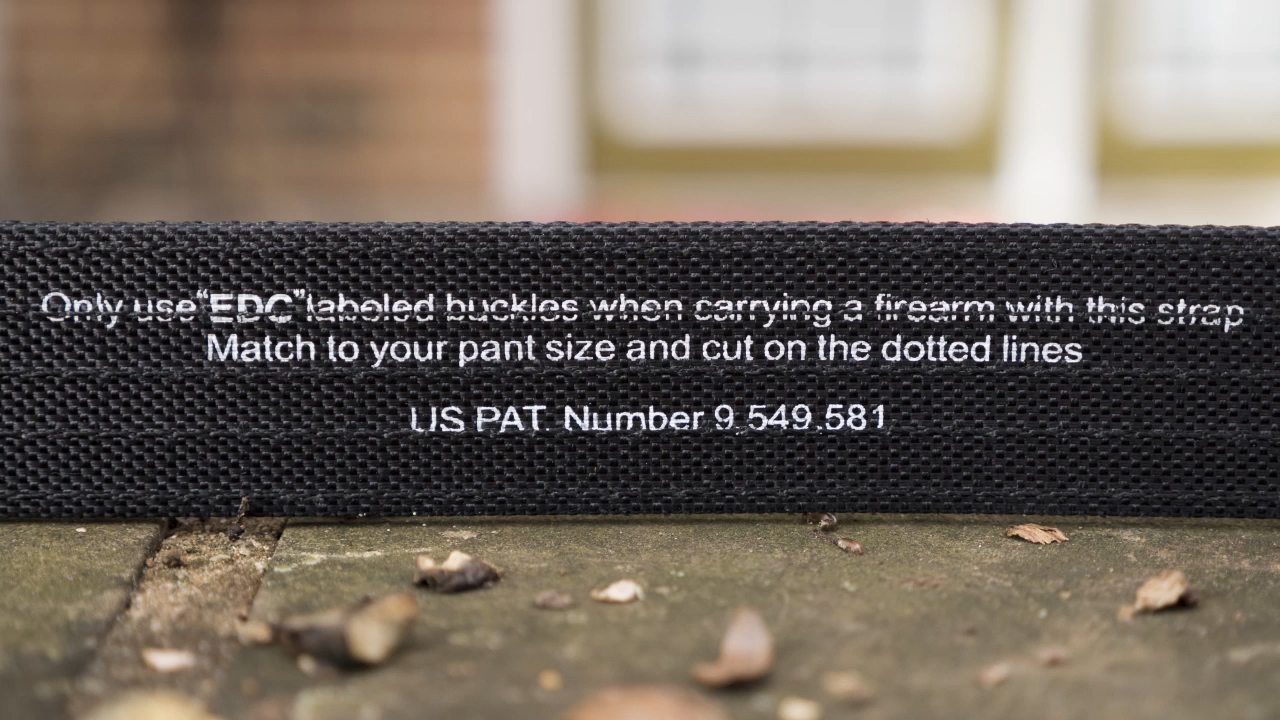 Only use “EDC” labeled buckles when carrying a firearm with this strap
Match to your pant size and cut on the dotted lines
US PAT. Number 9.549.581